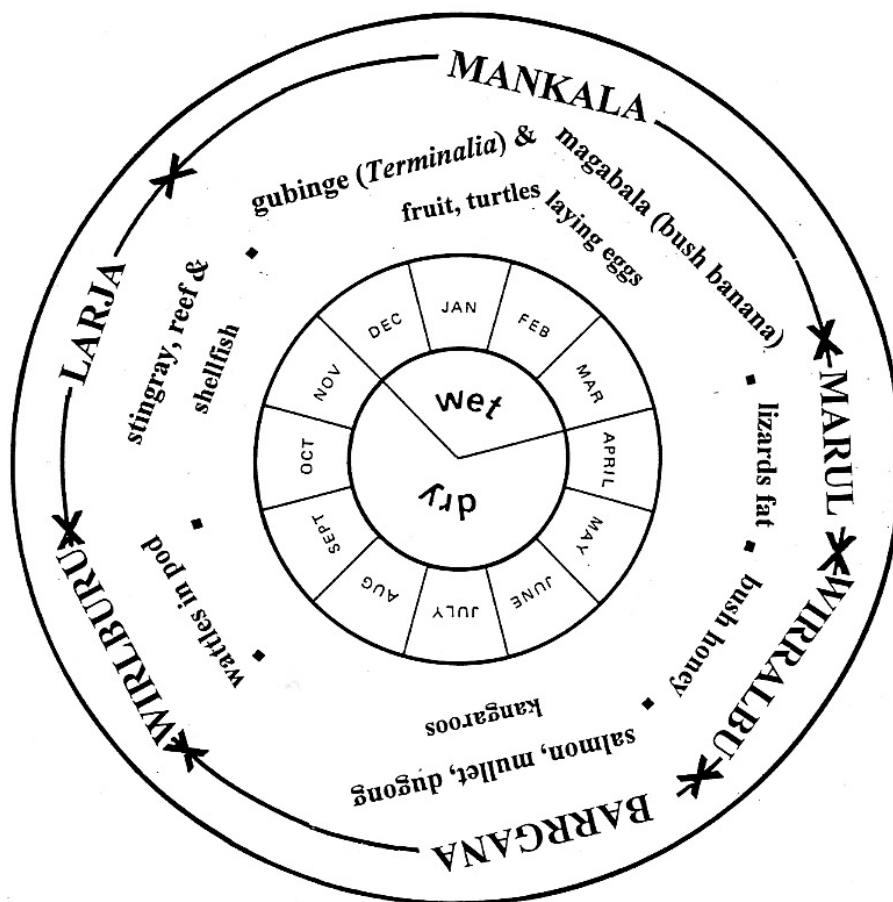 MANKALA
MARUL
WIRRALBU
BARRGANA
WIRLBURU
LARJA
gubinge (Terminalia) & magabala (bush banana)
fruit, turtles laying eggs
lizards fat
bush honey
salmon, mullet, dugong
kangaroos
wattles in pod
stingray, reef &
shellfish
JAN
FEB
MAR
APRIL
MAY
JUNE
JULY
AUG
SEPT
OCT
NOV
DEC
wet
dry